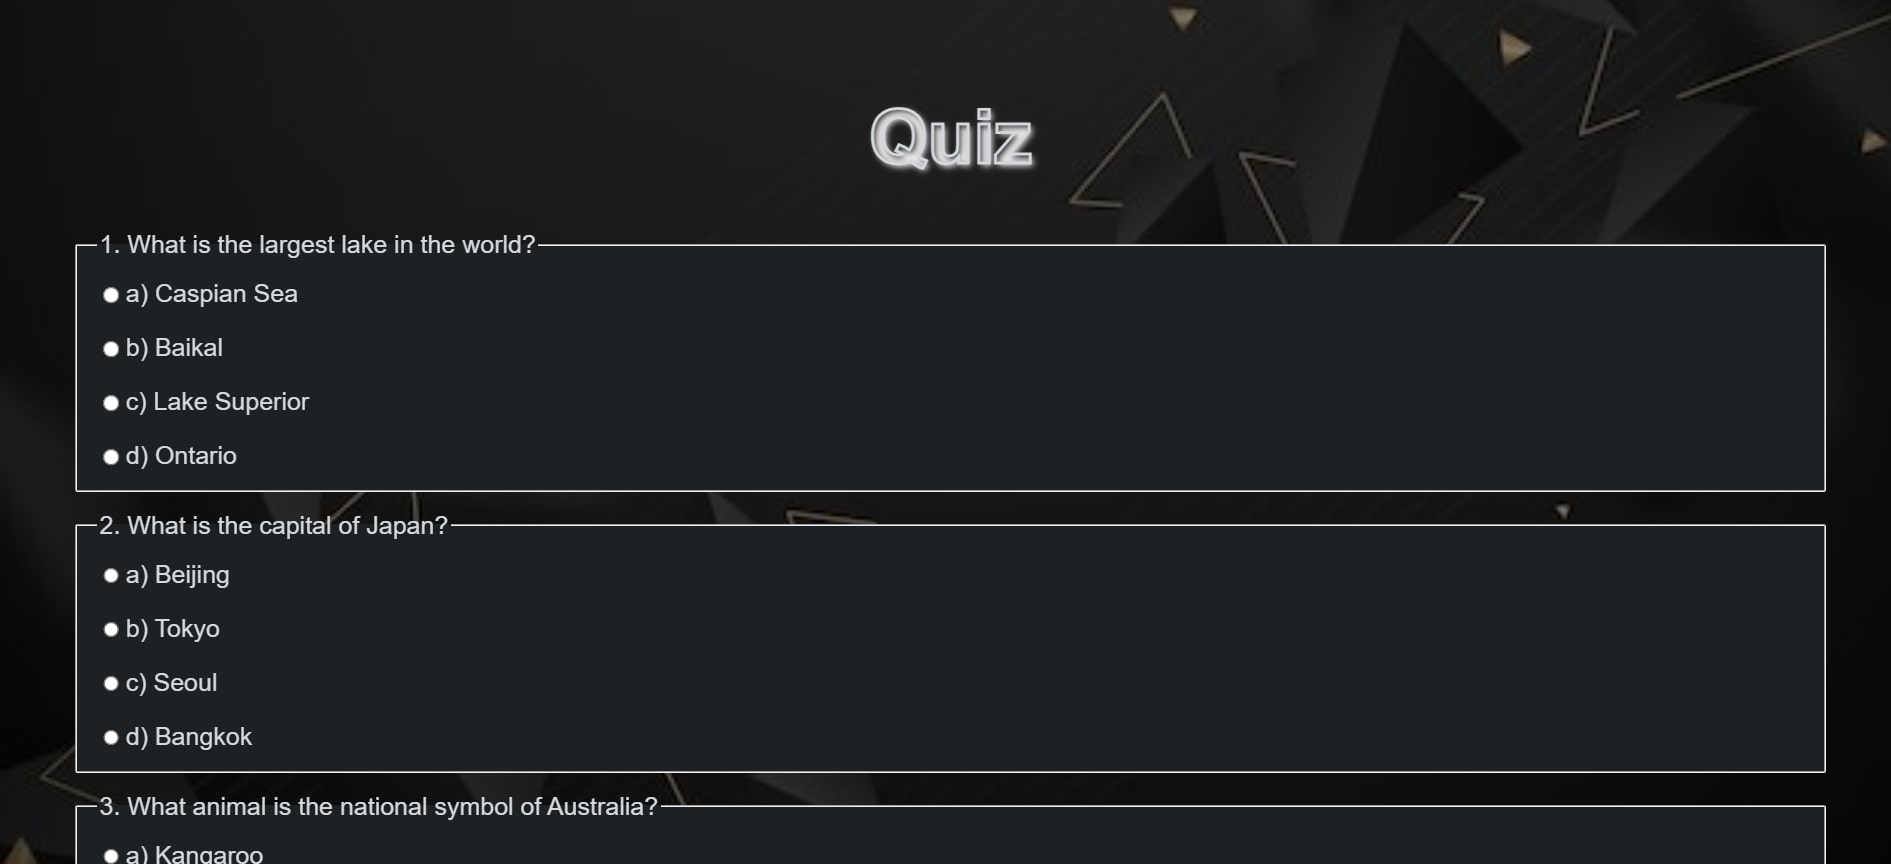 Quiz
1. What is the largest lake in the world?
a) Caspian Sea
b) Baikal
c) Lake Superior
d) Ontario
2. What is the capital of Japan?
a) Beijing
b) Tokyo
c) Seoul
d) Bangkok
3. What animal is the national symbol of Australia?
a) Kangaroo